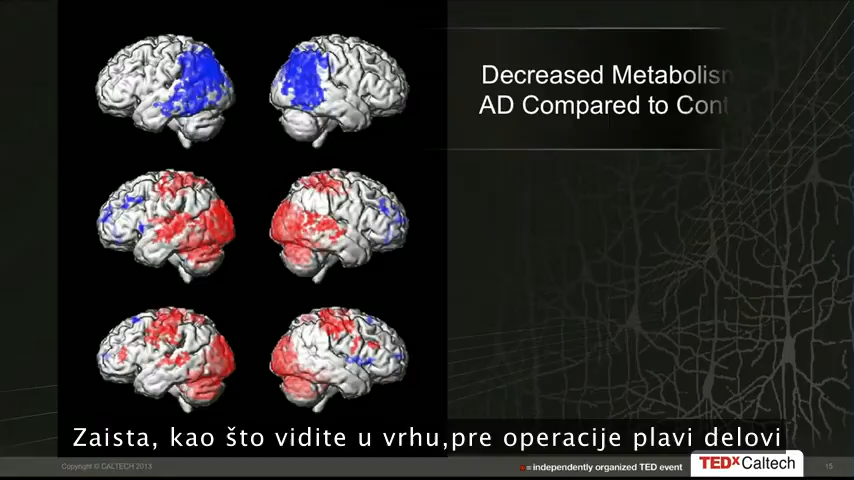 Decreased Metabolism
AD Compared to Cont
Zaista, kao što vidite u vrhu,pre operacije plavi delovi
Copyright © CALTECH 2013
x = independently organized TED event
TEDxCaltech
15